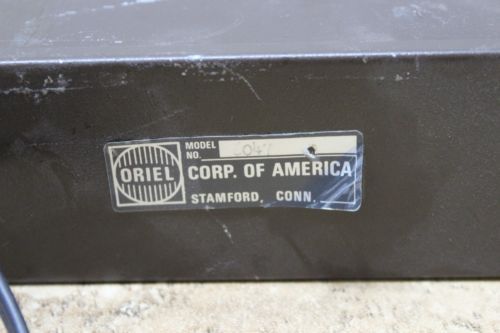 ORIEL
MODEL
NO.
CORP. OF AMERICA
STAMFORD, CONN.